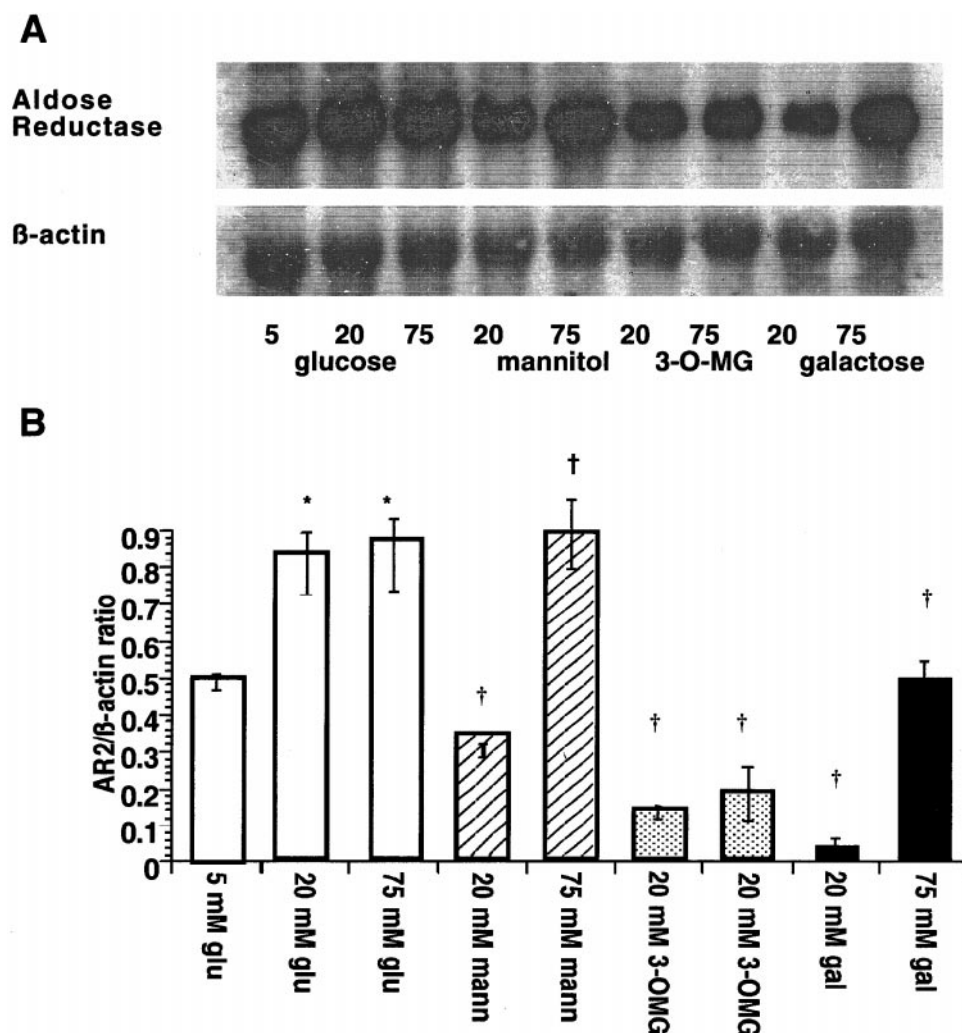 A
Aldose
Reductase
ß-actin
5 20 75 20 75 20 75 20 75
glucose mannitol 3-O-MG galactose
B
* * † † † † † †
AR2/ß-actin ratio
0.9
0.8
0.7
0.6
0.5
0.4
0.3
0.2
0.1
0
5 mM glu
20 mM glu
75 mM glu
20 mM mann
75 mM mann
20 mM 3-OMG
20 mM 3-OMG
20 mM gal
75 mM gal